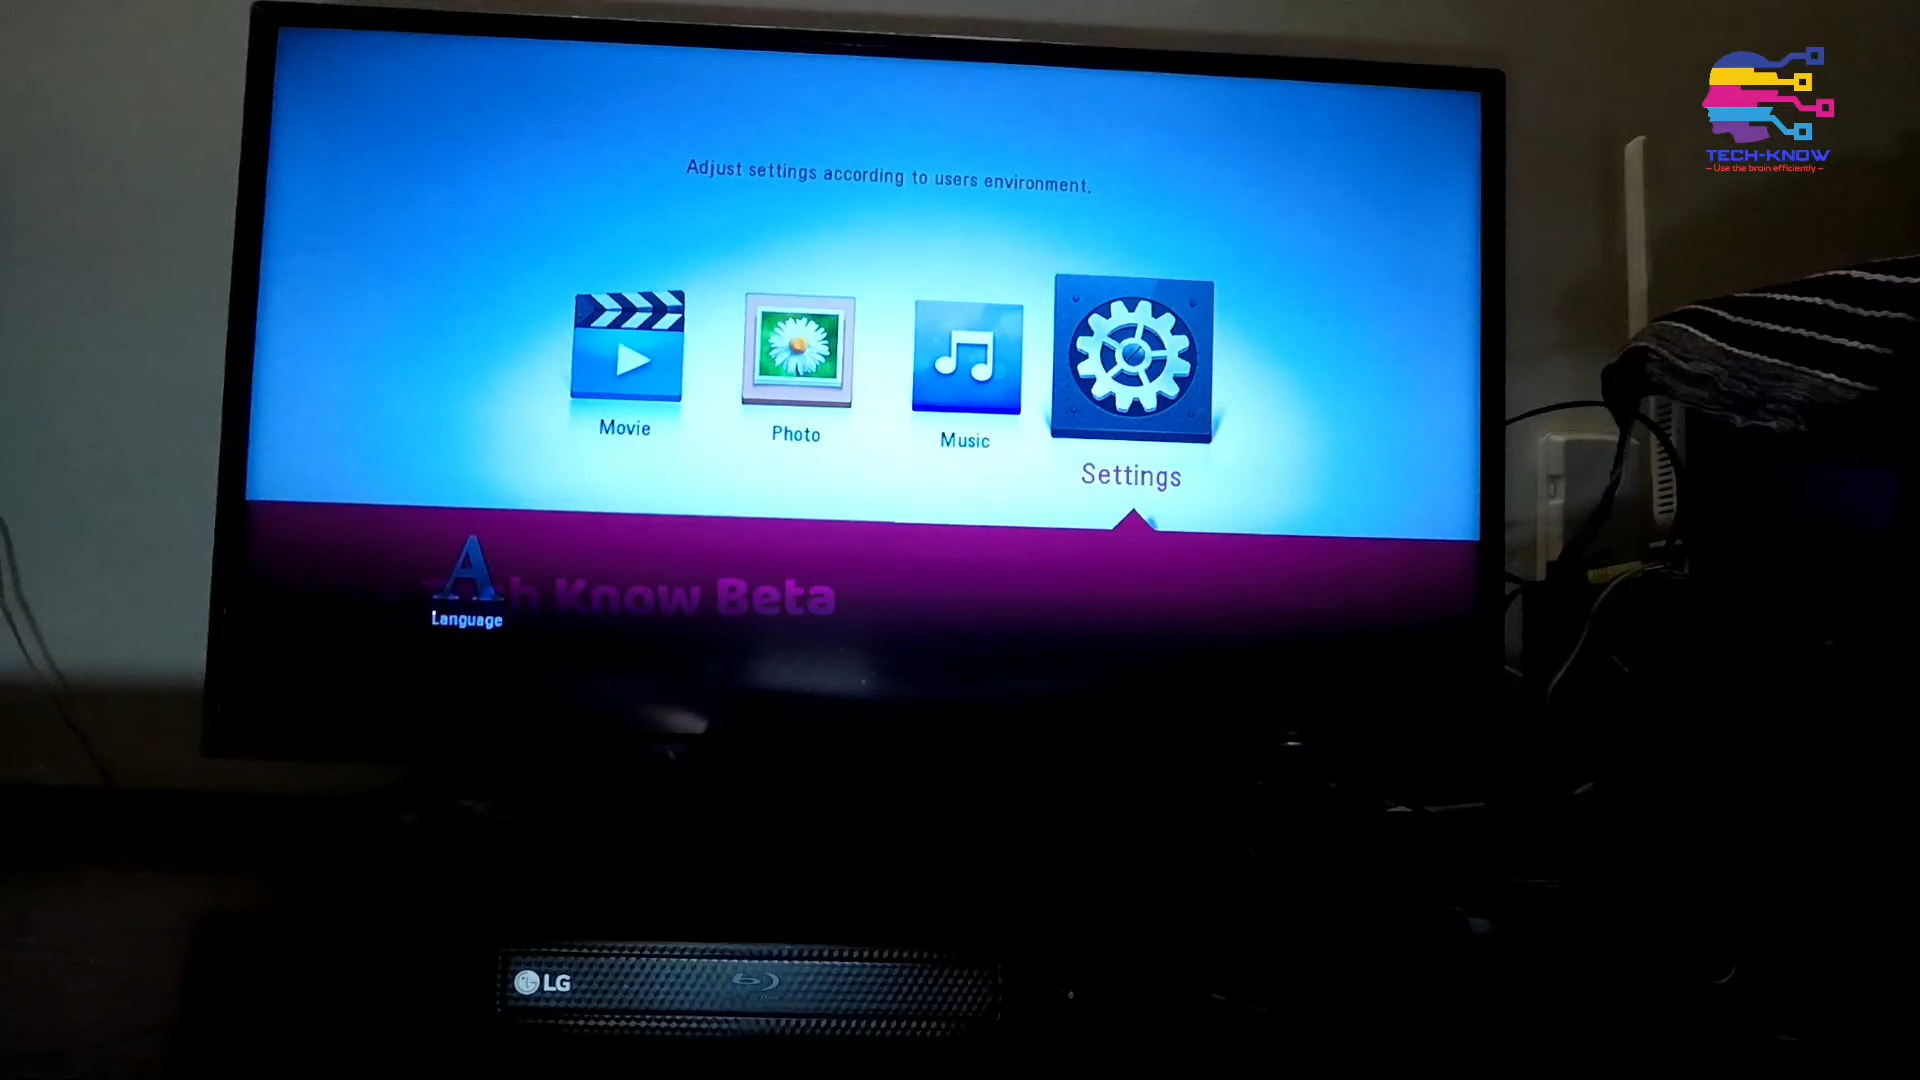 TECH-KNOW
– Use the brain efficiently –
Adjust settings according to users environment.
Movie
Photo
Music
Settings
Know Beta
Language
LG